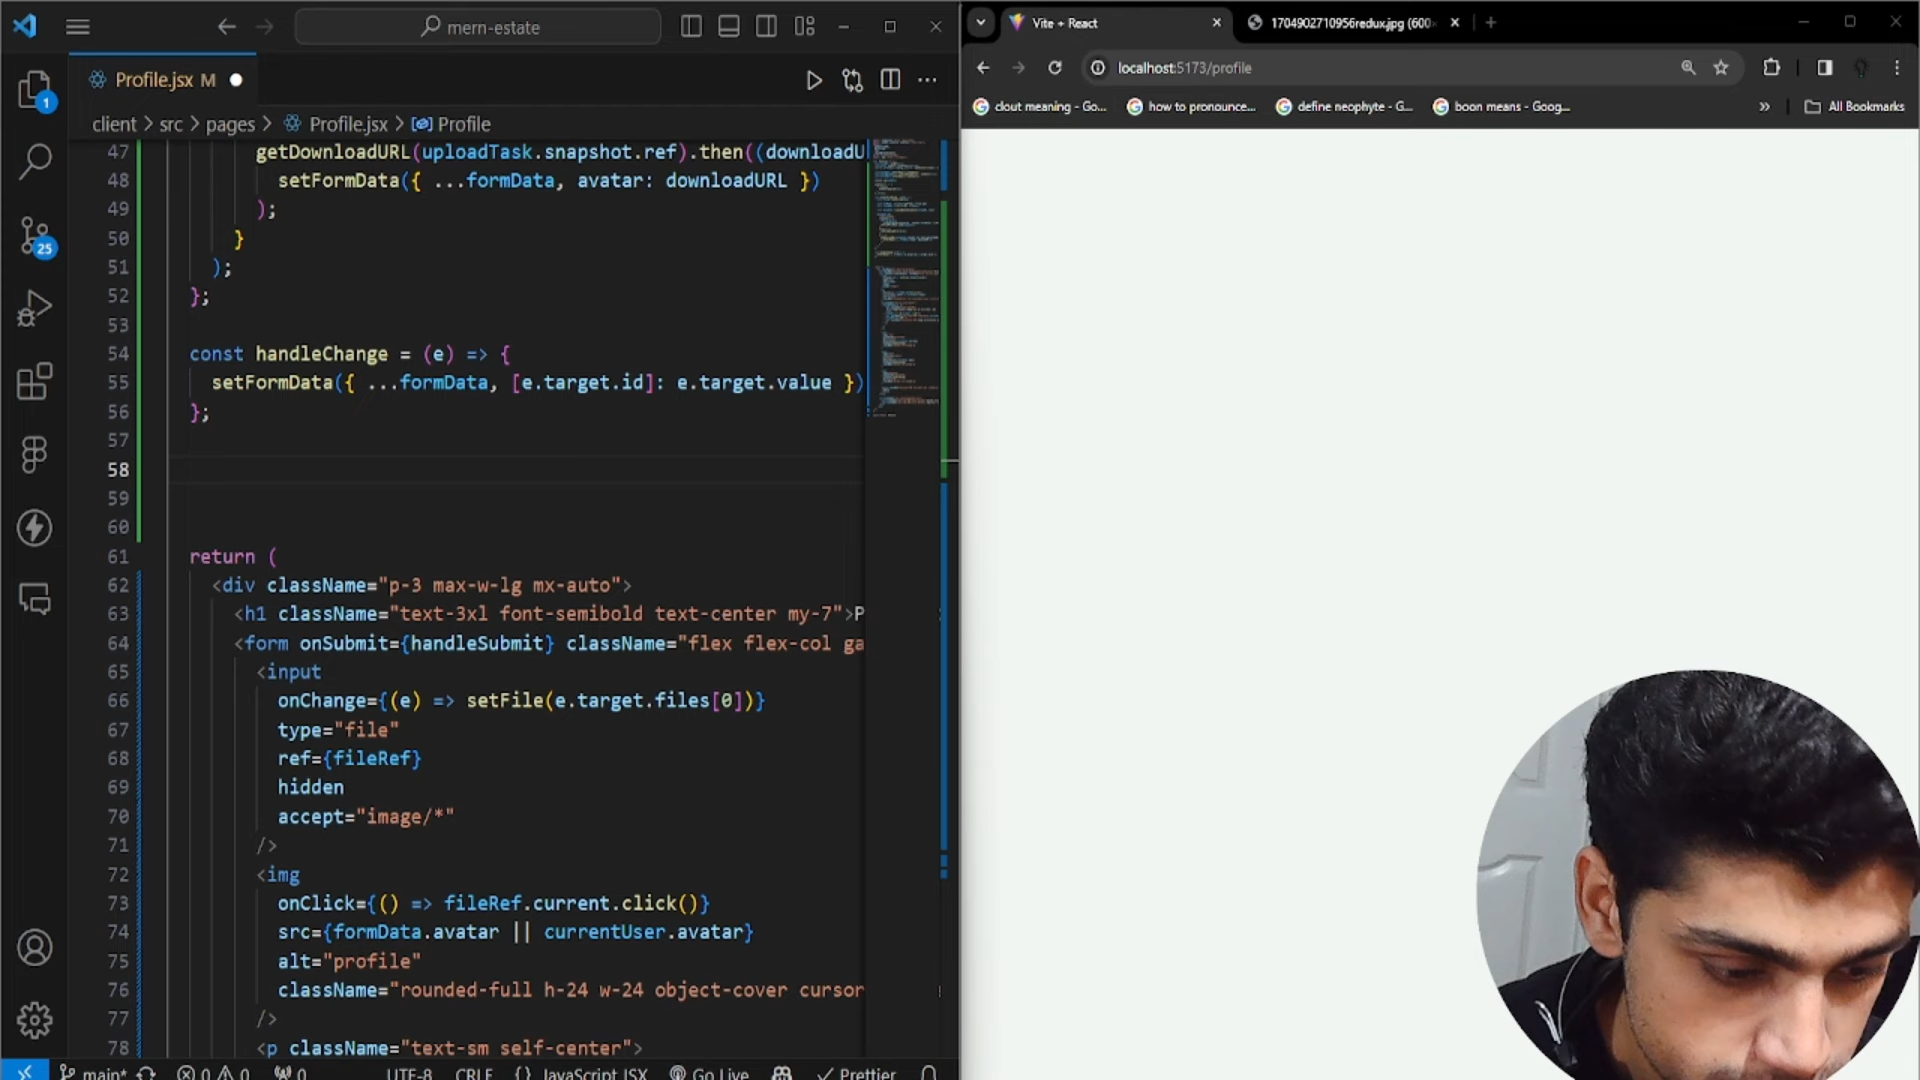 mern-estate
Profile.jsx M
client > src > pages > Profile.jsx > Profile
47 getDownloadURL(uploadTask.snapshot.ref).then((downloadU
48 setFormData({ ...formData, avatar: downloadURL })
49 );
50 }
51 );
52 };
53
54 const handleChange = (e) => {
55 setFormData({ ...formData, [e.target.id]: e.target.value })
56 };
57
58
59
60
61 return (
62 <div className="p-3 max-w-lg mx-auto">
63 <h1 className="text-3xl font-semibold text-center my-7">P
64 <form onSubmit={handleSubmit} className="flex flex-col ga
65 <input
66 onChange={(e) => setFile(e.target.files[0])}
67 type="file"
68 ref={fileRef}
69 hidden
70 accept="image/*"
71 />
72 <img
73 onClick={() => fileRef.current.click()}
74 src={formData.avatar || currentUser.avatar}
75 alt="profile"
76 className="rounded-full h-24 w-24 object-cover cursor
77 />
78 <p className="text-sm self-center">
1
25
main* 0 0 0 UTF-8 CRLF {} JavaScript JSX Go Live Prettier
Vite + React
1704902710956redux.jpg (600
localhost:5173/profile
clout meaning - Go... how to pronounce... define neophyte - G... boon means - Goog... » All Bookmarks